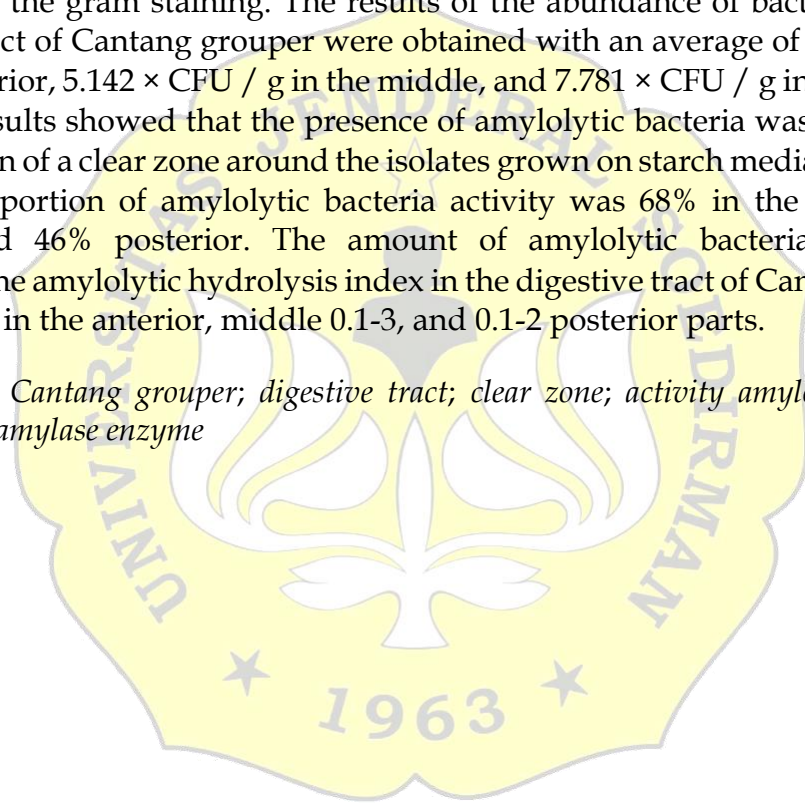 the gram staining. The results of the abundance of bact
ct of Cantang grouper were obtained with an average of
rior, 5.142 × CFU / g in the middle, and 7.781 × CFU / g in
sults showed that the presence of amylolytic bacteria was
n of a clear zone around the isolates grown on starch media
portion of amylolytic bacteria activity was 68% in the
d 46% posterior. The amount of amylolytic bacteria
he amylolytic hydrolysis index in the digestive tract of Can
in the anterior, middle 0.1-3, and 0.1-2 posterior parts.
Cantang grouper; digestive tract; clear zone; activity amyl
amylase enzyme
UNIVERSITAS JENDERAL SOEDIRMAN
1963